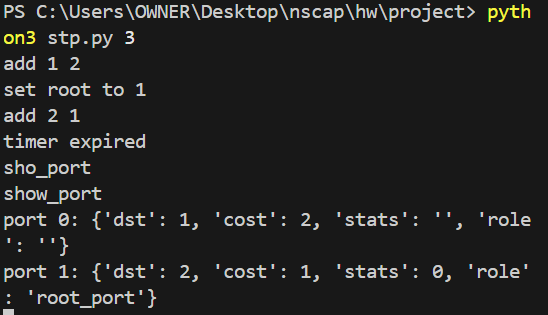 PS C:\Users\OWNER\Desktop\nscap\hw\project> pyth
on3 stp.py 3
add 1 2
set root to 1
add 2 1
timer expired
sho_port
show_port
port 0: {'dst': 1, 'cost': 2, 'stats': '', 'role
': ''}
port 1: {'dst': 2, 'cost': 1, 'stats': 0, 'role'
: 'root_port'}